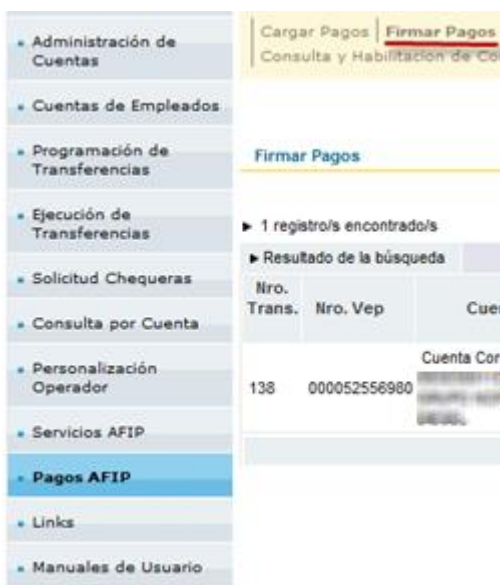 Administración de
Cuentas
Cuentas de Empleados
Programación de
Transferencias
Ejecución de
Transferencias
Solicitud Chequeras
Consulta por Cuenta
Personalización
Operador
Servicios AFIP
Pagos AFIP
Links
Manuales de Usuario
Cargar Pagos | Firmar Pagos
Consulta y Habilitacion de Co
Firmar Pagos
1 registro/s encontrado/s
Resultado de la búsqueda
Nro.
Trans. Nro. Vep Cuen
Cuenta Cor
138 000052556980